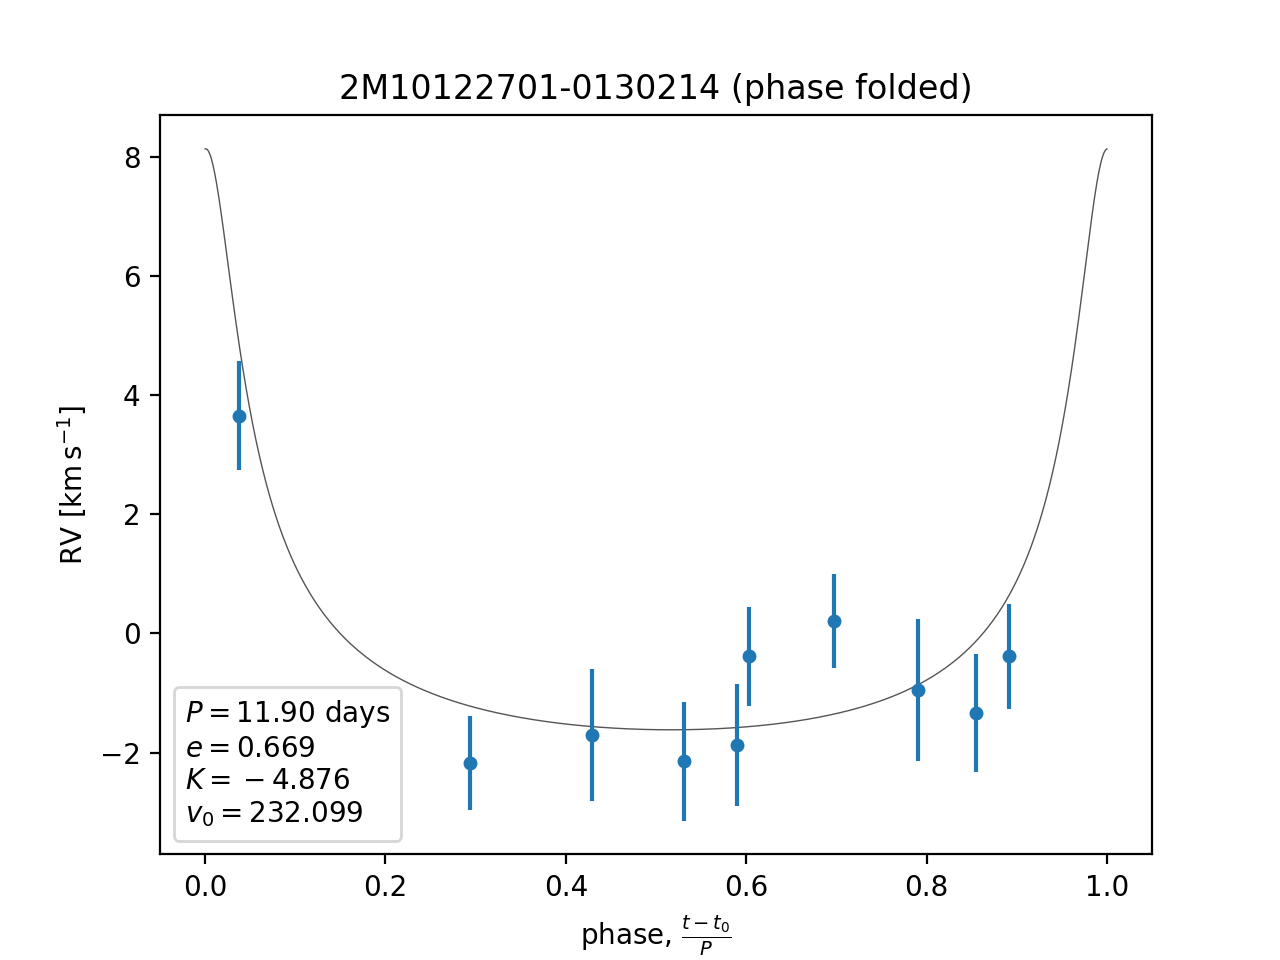 2M10122701-0130214 (phase folded)
8
6
4
2
0
−2
RV [km s⁻¹]
P = 11.90 days
e = 0.669
K = −4.876
v₀ = 232.099
0.0 0.2 0.4 0.6 0.8 1.0
phase, (t − t₀)/P